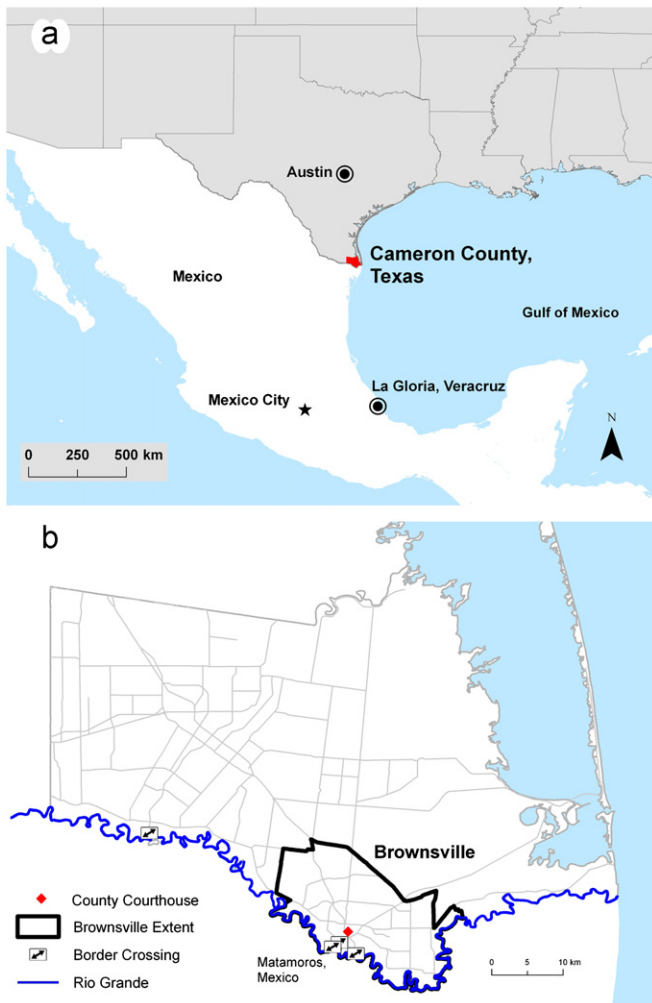 a
Austin
Cameron County,
Texas
Mexico
Gulf of Mexico
La Gloria, Veracruz
Mexico City
N
0 250 500 km
b
Brownsville
County Courthouse
Brownsville Extent
Border Crossing
Matamoros,
Mexico
Rio Grande
0 5 10 km